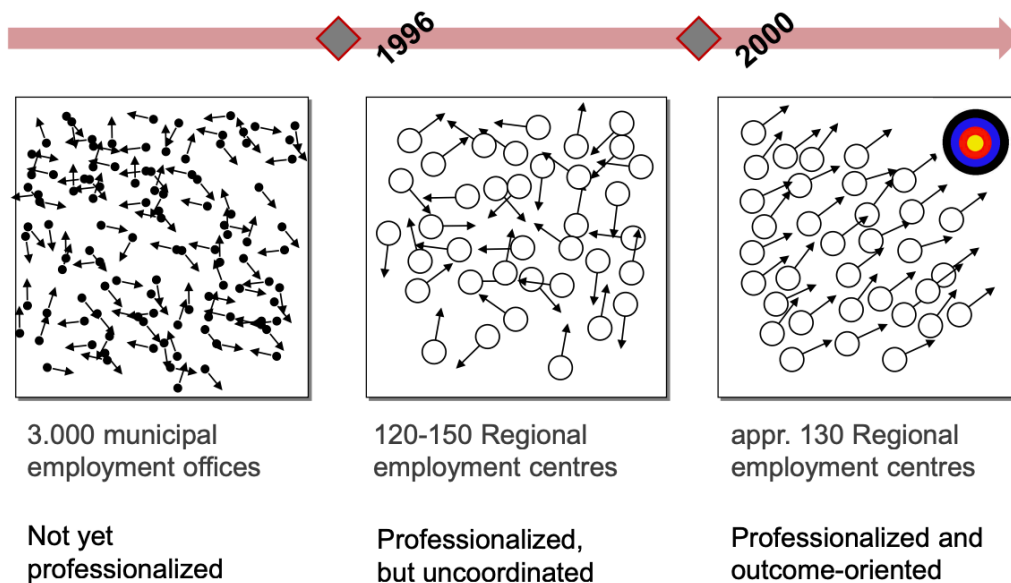 1996
2000
3.000 municipal
employment offices
120-150 Regional
employment centres
appr. 130 Regional
employment centres
Not yet
professionalized
Professionalized,
but uncoordinated
Professionalized and
outcome-oriented